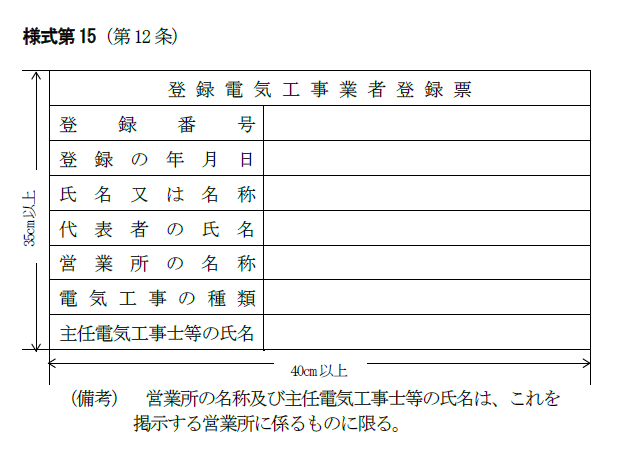 様式第15（第12条）
登録電気工事業者登録票
登録番号
登録の年月日
氏名又は名称
代表者の氏名
営業所の名称
電気工事の種類
主任電気工事士等の氏名
35cm以上
40cm以上
（備考）　営業所の名称及び主任電気工事士等の氏名は、これを
掲示する営業所に係るものに限る。